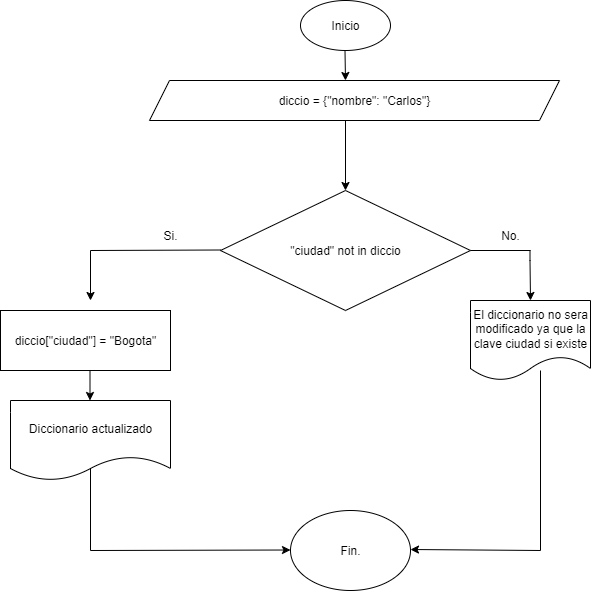 Inicio
diccio = {"nombre": "Carlos"}
"ciudad" not in diccio
Si.
No.
diccio["ciudad"] = "Bogota"
El diccionario no sera
modificado ya que la
clave ciudad si existe
Diccionario actualizado
Fin.